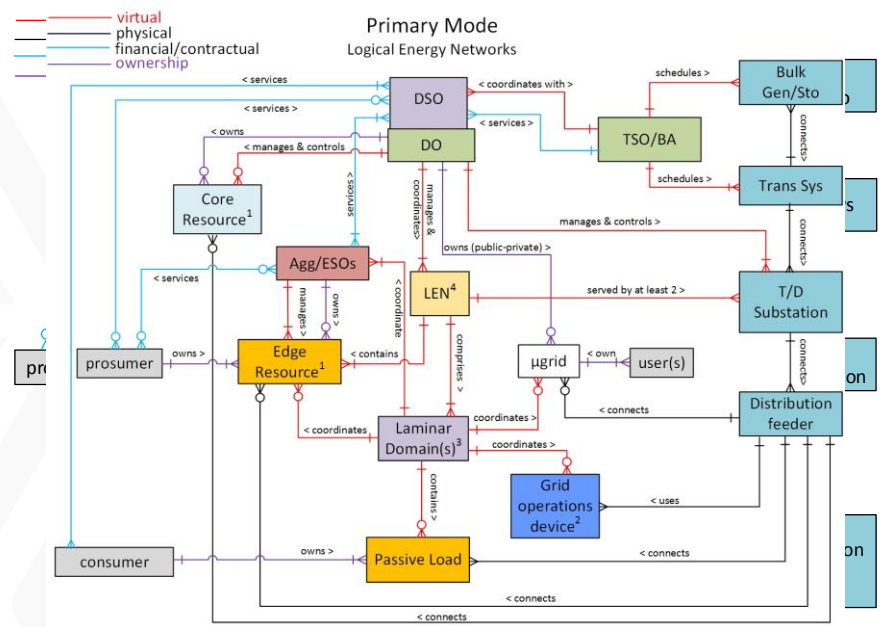 virtual
physical
financial/contractual
ownership
Primary Mode
Logical Energy Networks
< services
< services >
< owns
< manages & controls
DSO
DO
< coordinates with >
< services >
TSO/BA
schedules >
schedules >
Bulk
Gen/Sto
connects>
Trans Sys
connects>
manages & controls >
Core
Resource1
services>
manages &
coordinates>
owns (public-private) >
Agg/ESOs
< services
< coordinate
LEN4
served by at least 2 >
T/D
Substation
manages >
owns >
prosumer
owns >
Edge
Resource1
< contains
comprises >
µgrid
< own
user(s)
connects>
Distribution
feeder
< connects
coordinates >
< coordinates
Laminar
Domain(s)3
coordinates >
Grid
operations
device2
< uses
contains >
consumer
owns >
Passive Load
< connects
< connects
< connects
on
on